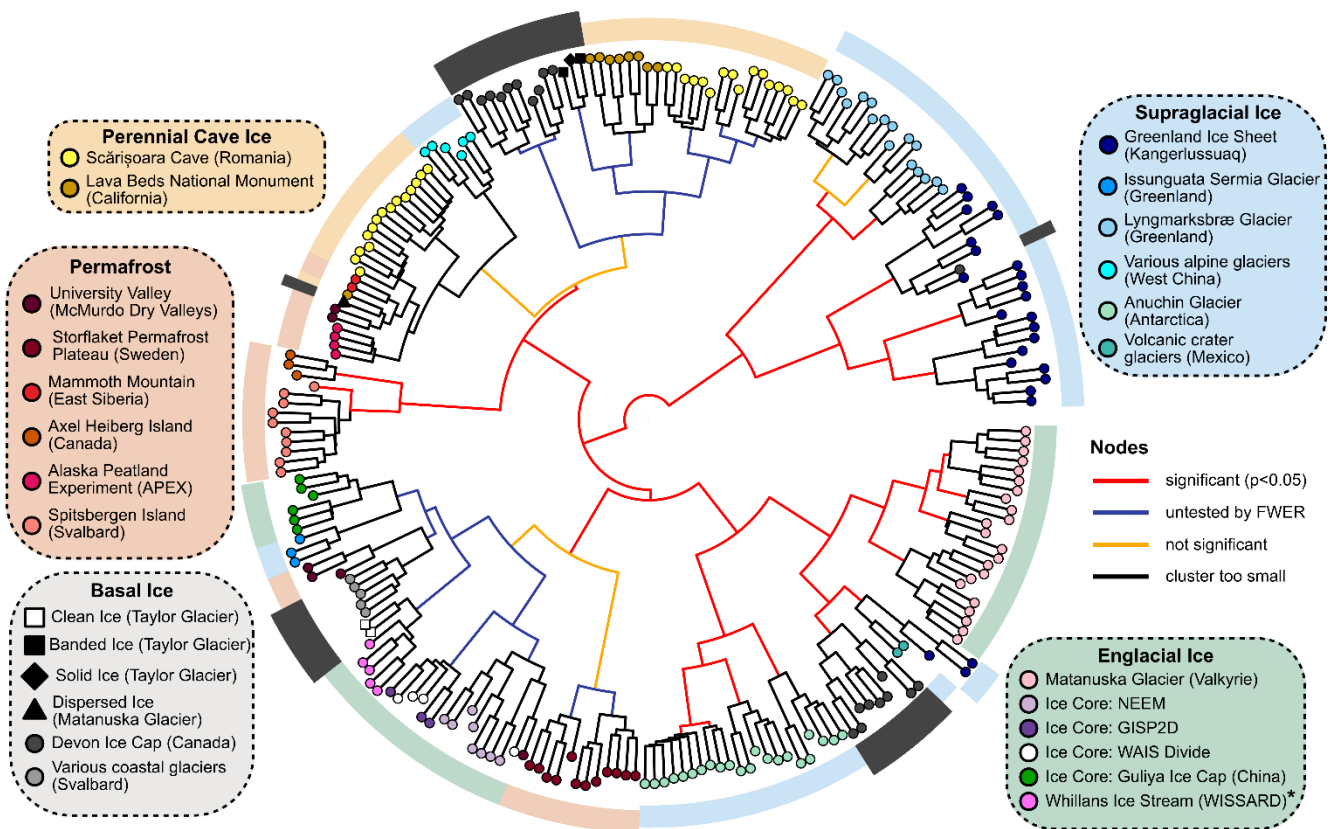 Perennial Cave Ice
Scărișoara Cave (Romania)
Lava Beds National Monument
(California)
Permafrost
University Valley
(McMurdo Dry Valleys)
Storflaket Permafrost
Plateau (Sweden)
Mammoth Mountain
(East Siberia)
Axel Heiberg Island
(Canada)
Alaska Peatland
Experiment (APEX)
Spitsbergen Island
(Svalbard)
Basal Ice
Clean Ice (Taylor Glacier)
Banded Ice (Taylor Glacier)
Solid Ice (Taylor Glacier)
Dispersed Ice
(Matanuska Glacier)
Devon Ice Cap (Canada)
Various coastal glaciers
(Svalbard)
Supraglacial Ice
Greenland Ice Sheet
(Kangerlussuaq)
Issunguata Sermia Glacier
(Greenland)
Lyngmarksbræ Glacier
(Greenland)
Various alpine glaciers
(West China)
Anuchin Glacier
(Antarctica)
Volcanic crater
glaciers (Mexico)
Nodes
significant (p<0.05)
untested by FWER
not significant
cluster too small
Englacial Ice
Matanuska Glacier (Valkyrie)
Ice Core: NEEM
Ice Core: GISP2D
Ice Core: WAIS Divide
Ice Core: Guliya Ice Cap (China)
Whillans Ice Stream (WISSARD)*